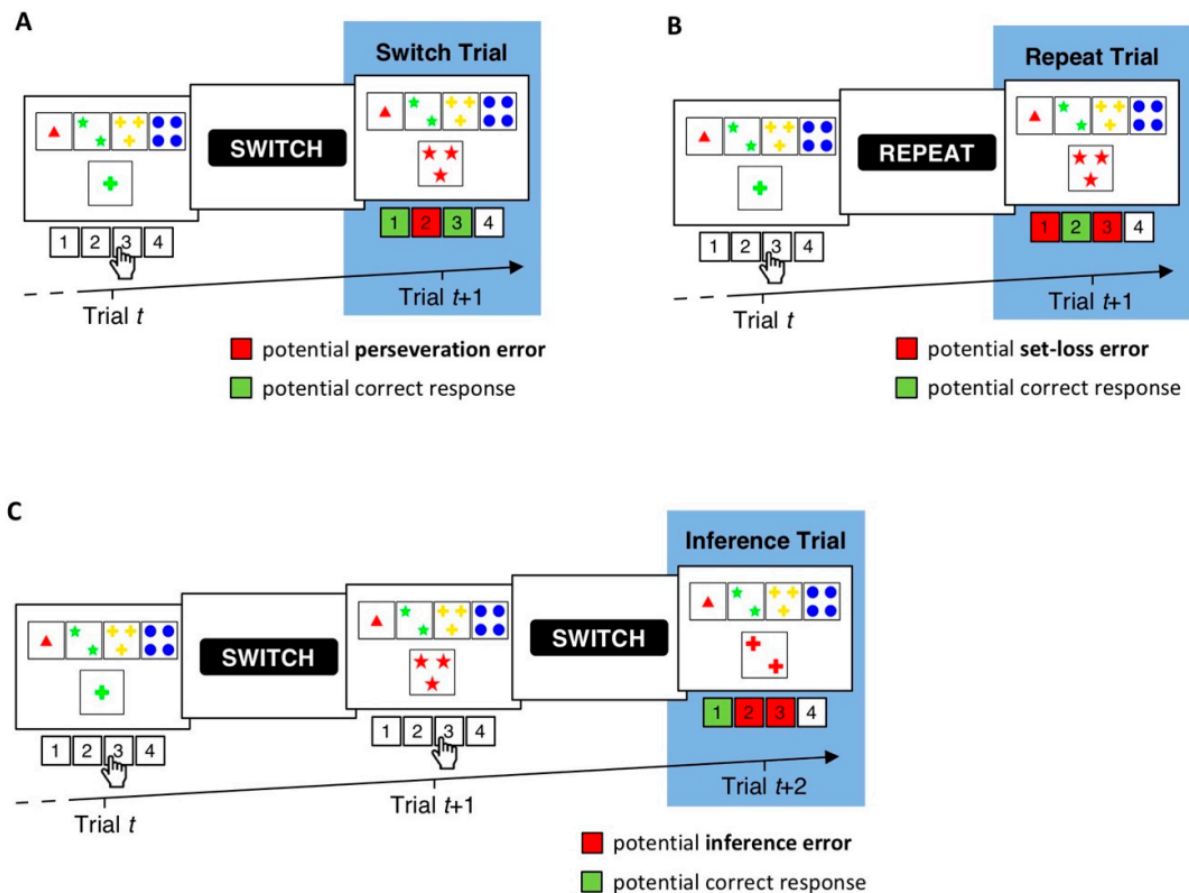 A
Switch Trial
SWITCH
1 2 3 4
1 2 3 4
Trial t
Trial t+1
potential perseveration error
potential correct response
B
Repeat Trial
REPEAT
1 2 3 4
1 2 3 4
Trial t
Trial t+1
potential set-loss error
potential correct response
C
Inference Trial
SWITCH
SWITCH
1 2 3 4
1 2 3 4
1 2 3 4
Trial t
Trial t+1
Trial t+2
potential inference error
potential correct response